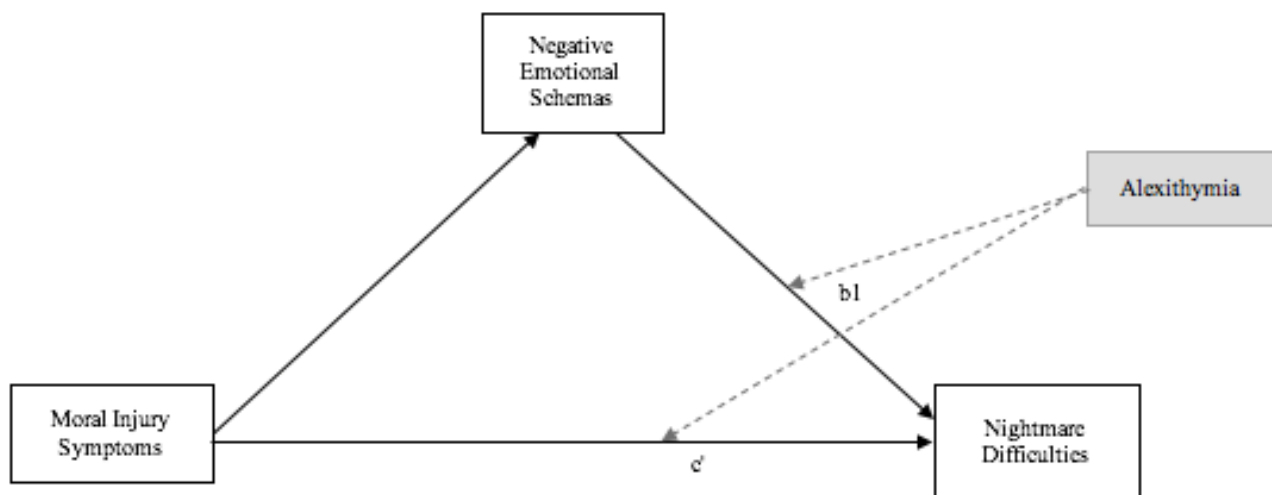 Negative
Emotional
Schemas
Alexithymia
b1
Moral Injury
Symptoms
c'
Nightmare
Difficulties